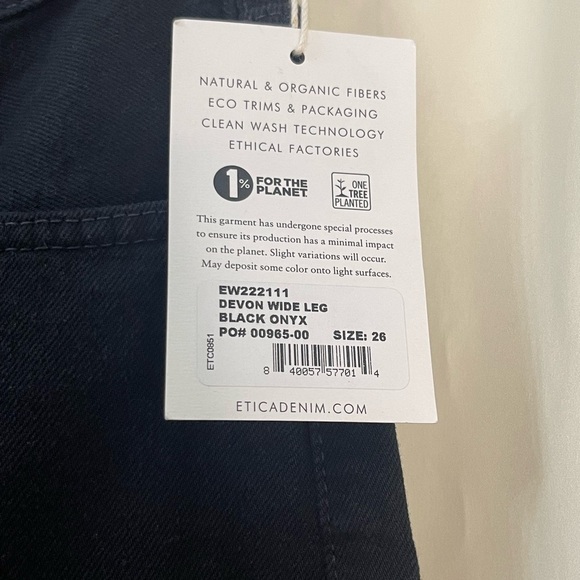 NATURAL & ORGANIC FIBERS
ECO TRIMS & PACKAGING
CLEAN WASH TECHNOLOGY
ETHICAL FACTORIES
1% FOR THE PLANET
ONE TREE PLANTED
This garment has undergone special processes
to ensure its production has a minimal impact
on the planet. Slight variations will occur.
May deposit some color onto light surfaces.
EW222111
DEVON WIDE LEG
BLACK ONYX
PO# 00965-00 SIZE: 26
ETC0851
8 40057 57701 4
ETICADENIM.COM